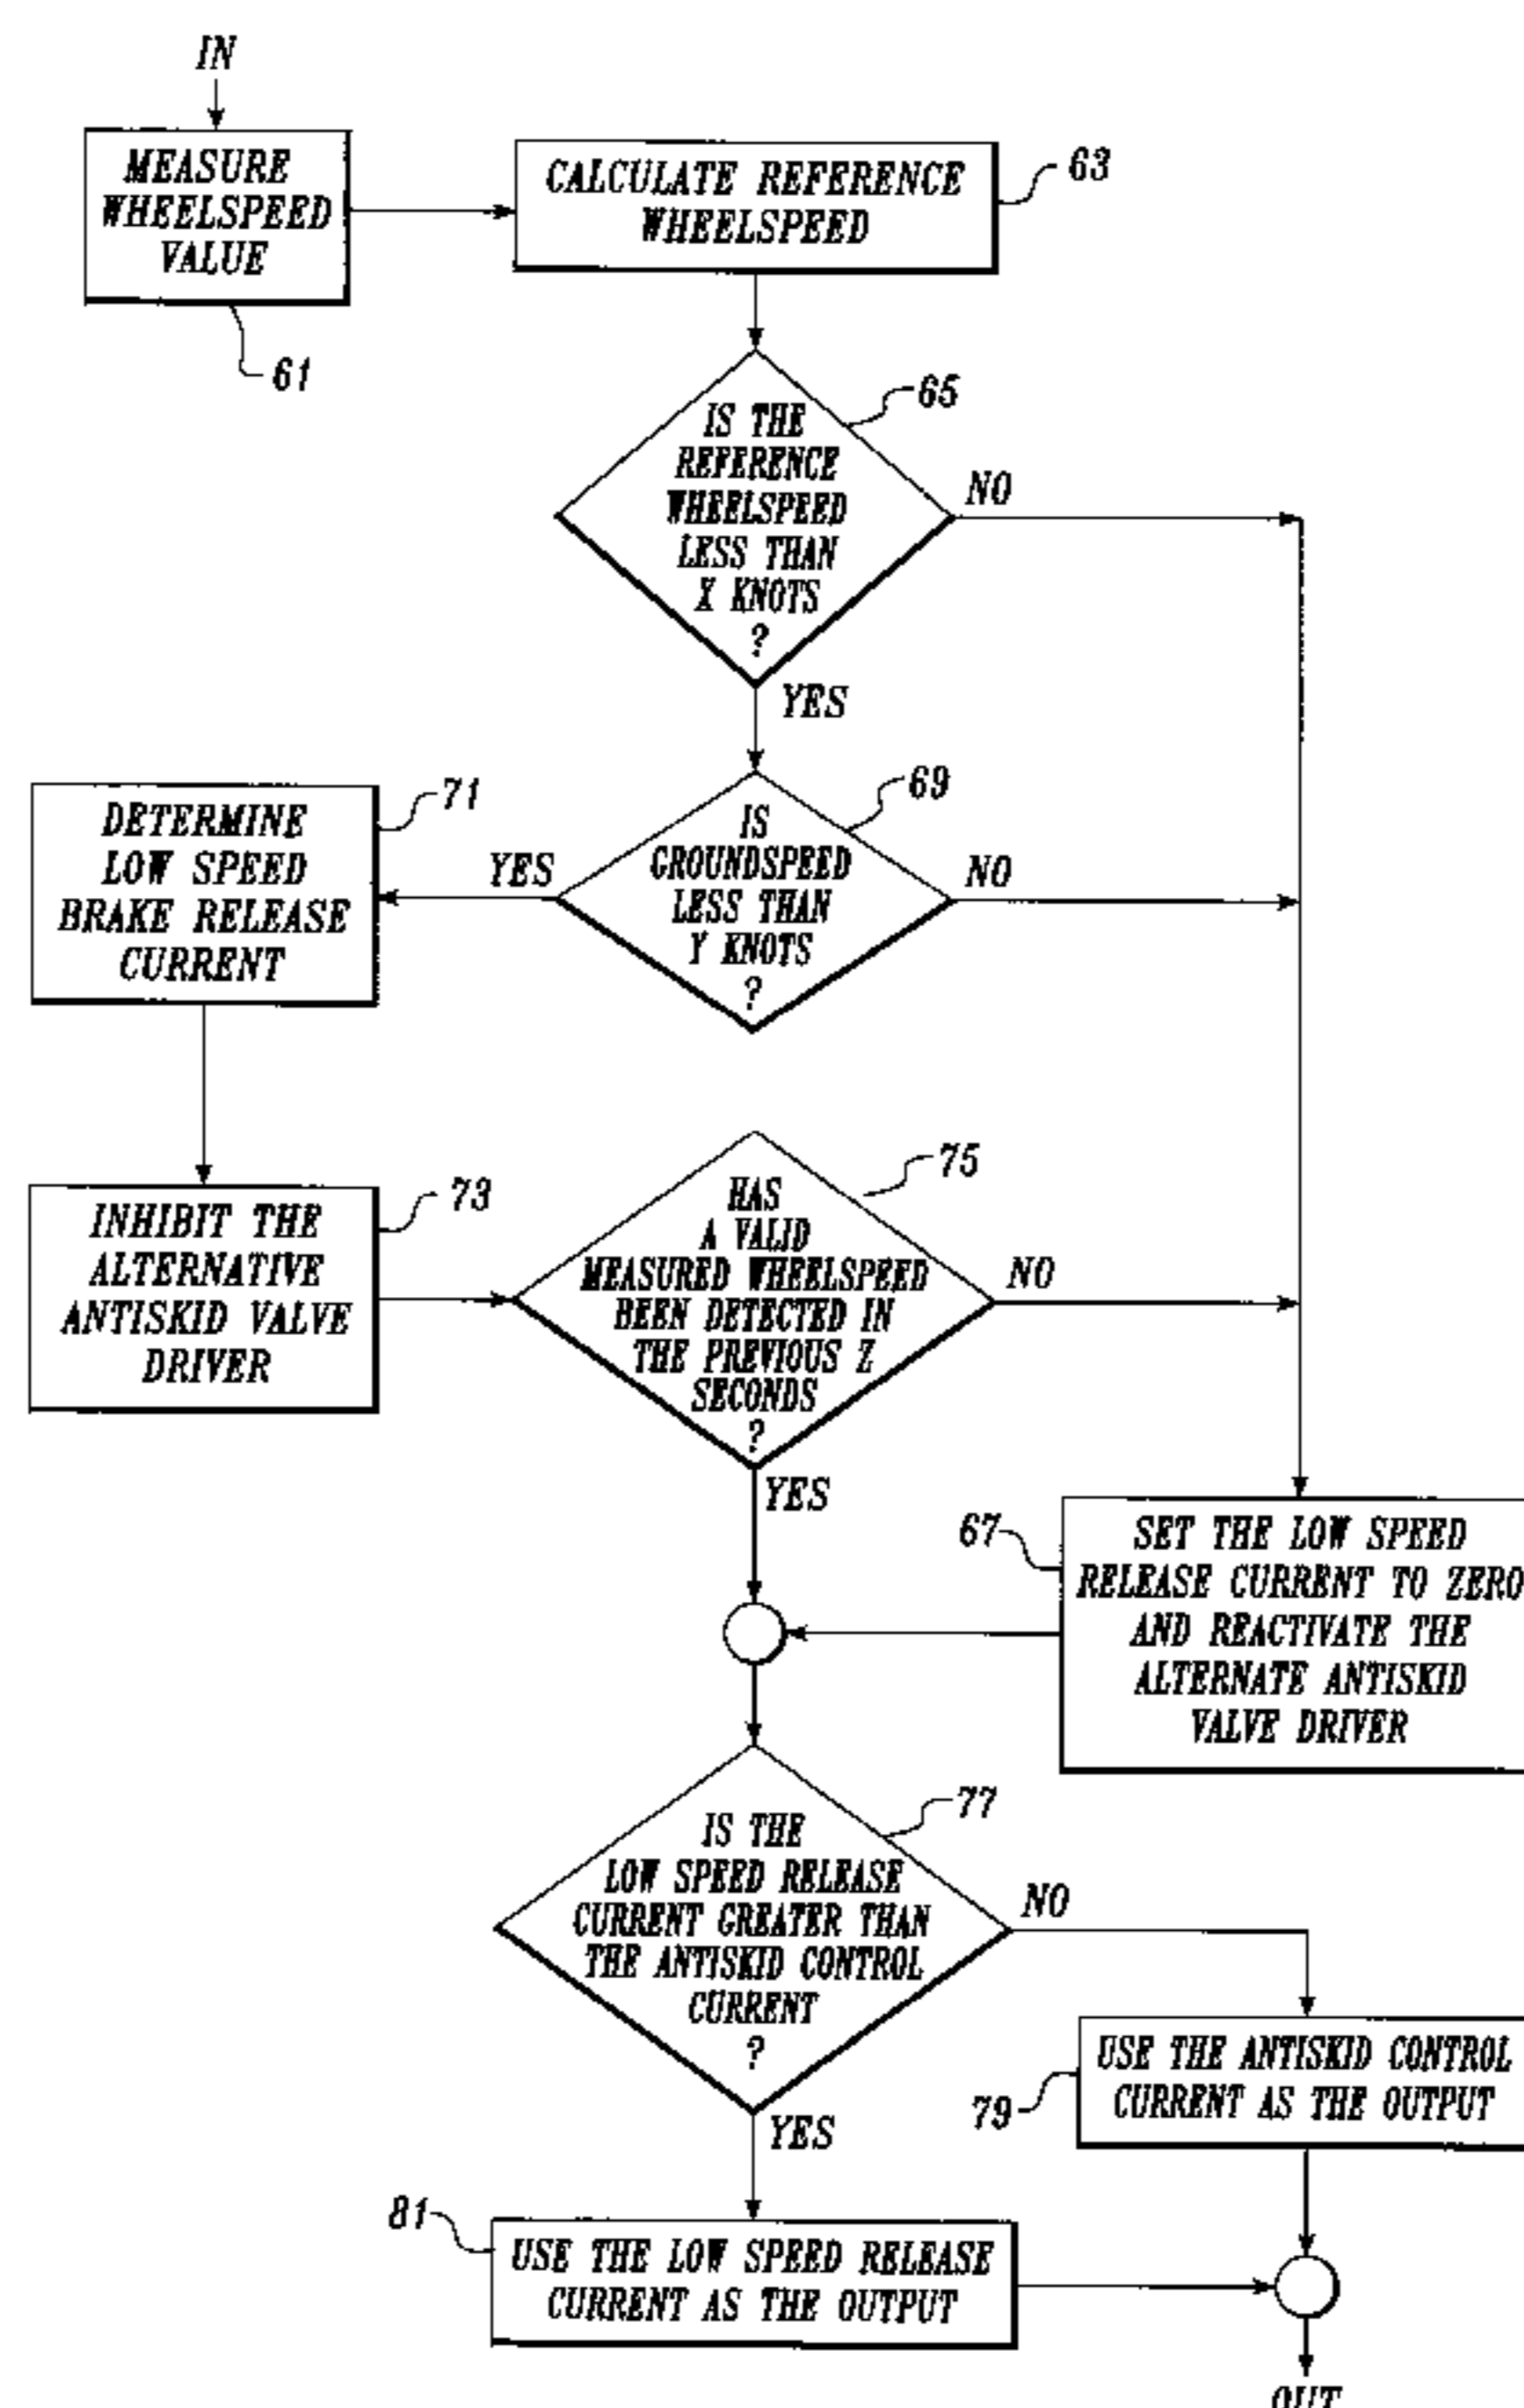 IN
MEASURE
WHEELSPEED
VALUE
61
CALCULATE REFERENCE
WHEELSPEED
63
IS THE
REFERENCE
WHEELSPEED
LESS THAN
X KNOTS
?
65
NO
YES
IS
GROUNDSPEED
LESS THAN
Y KNOTS
?
69
NO
YES
DETERMINE
LOW SPEED
BRAKE RELEASE
CURRENT
71
INHIBIT THE
ALTERNATIVE
ANTISKID VALVE
DRIVER
73
HAS
A VALID
MEASURED WHEELSPEED
BEEN DETECTED IN
THE PREVIOUS Z
SECONDS
?
75
NO
YES
67
SET THE LOW SPEED
RELEASE CURRENT TO ZERO
AND REACTIVATE THE
ALTERNATE ANTISKID
VALVE DRIVER
IS THE
LOW SPEED RELEASE
CURRENT GREATER THAN
THE ANTISKID CONTROL
CURRENT
?
77
NO
YES
USE THE ANTISKID CONTROL
CURRENT AS THE OUTPUT
79
81
USE THE LOW SPEED RELEASE
CURRENT AS THE OUTPUT
OUT